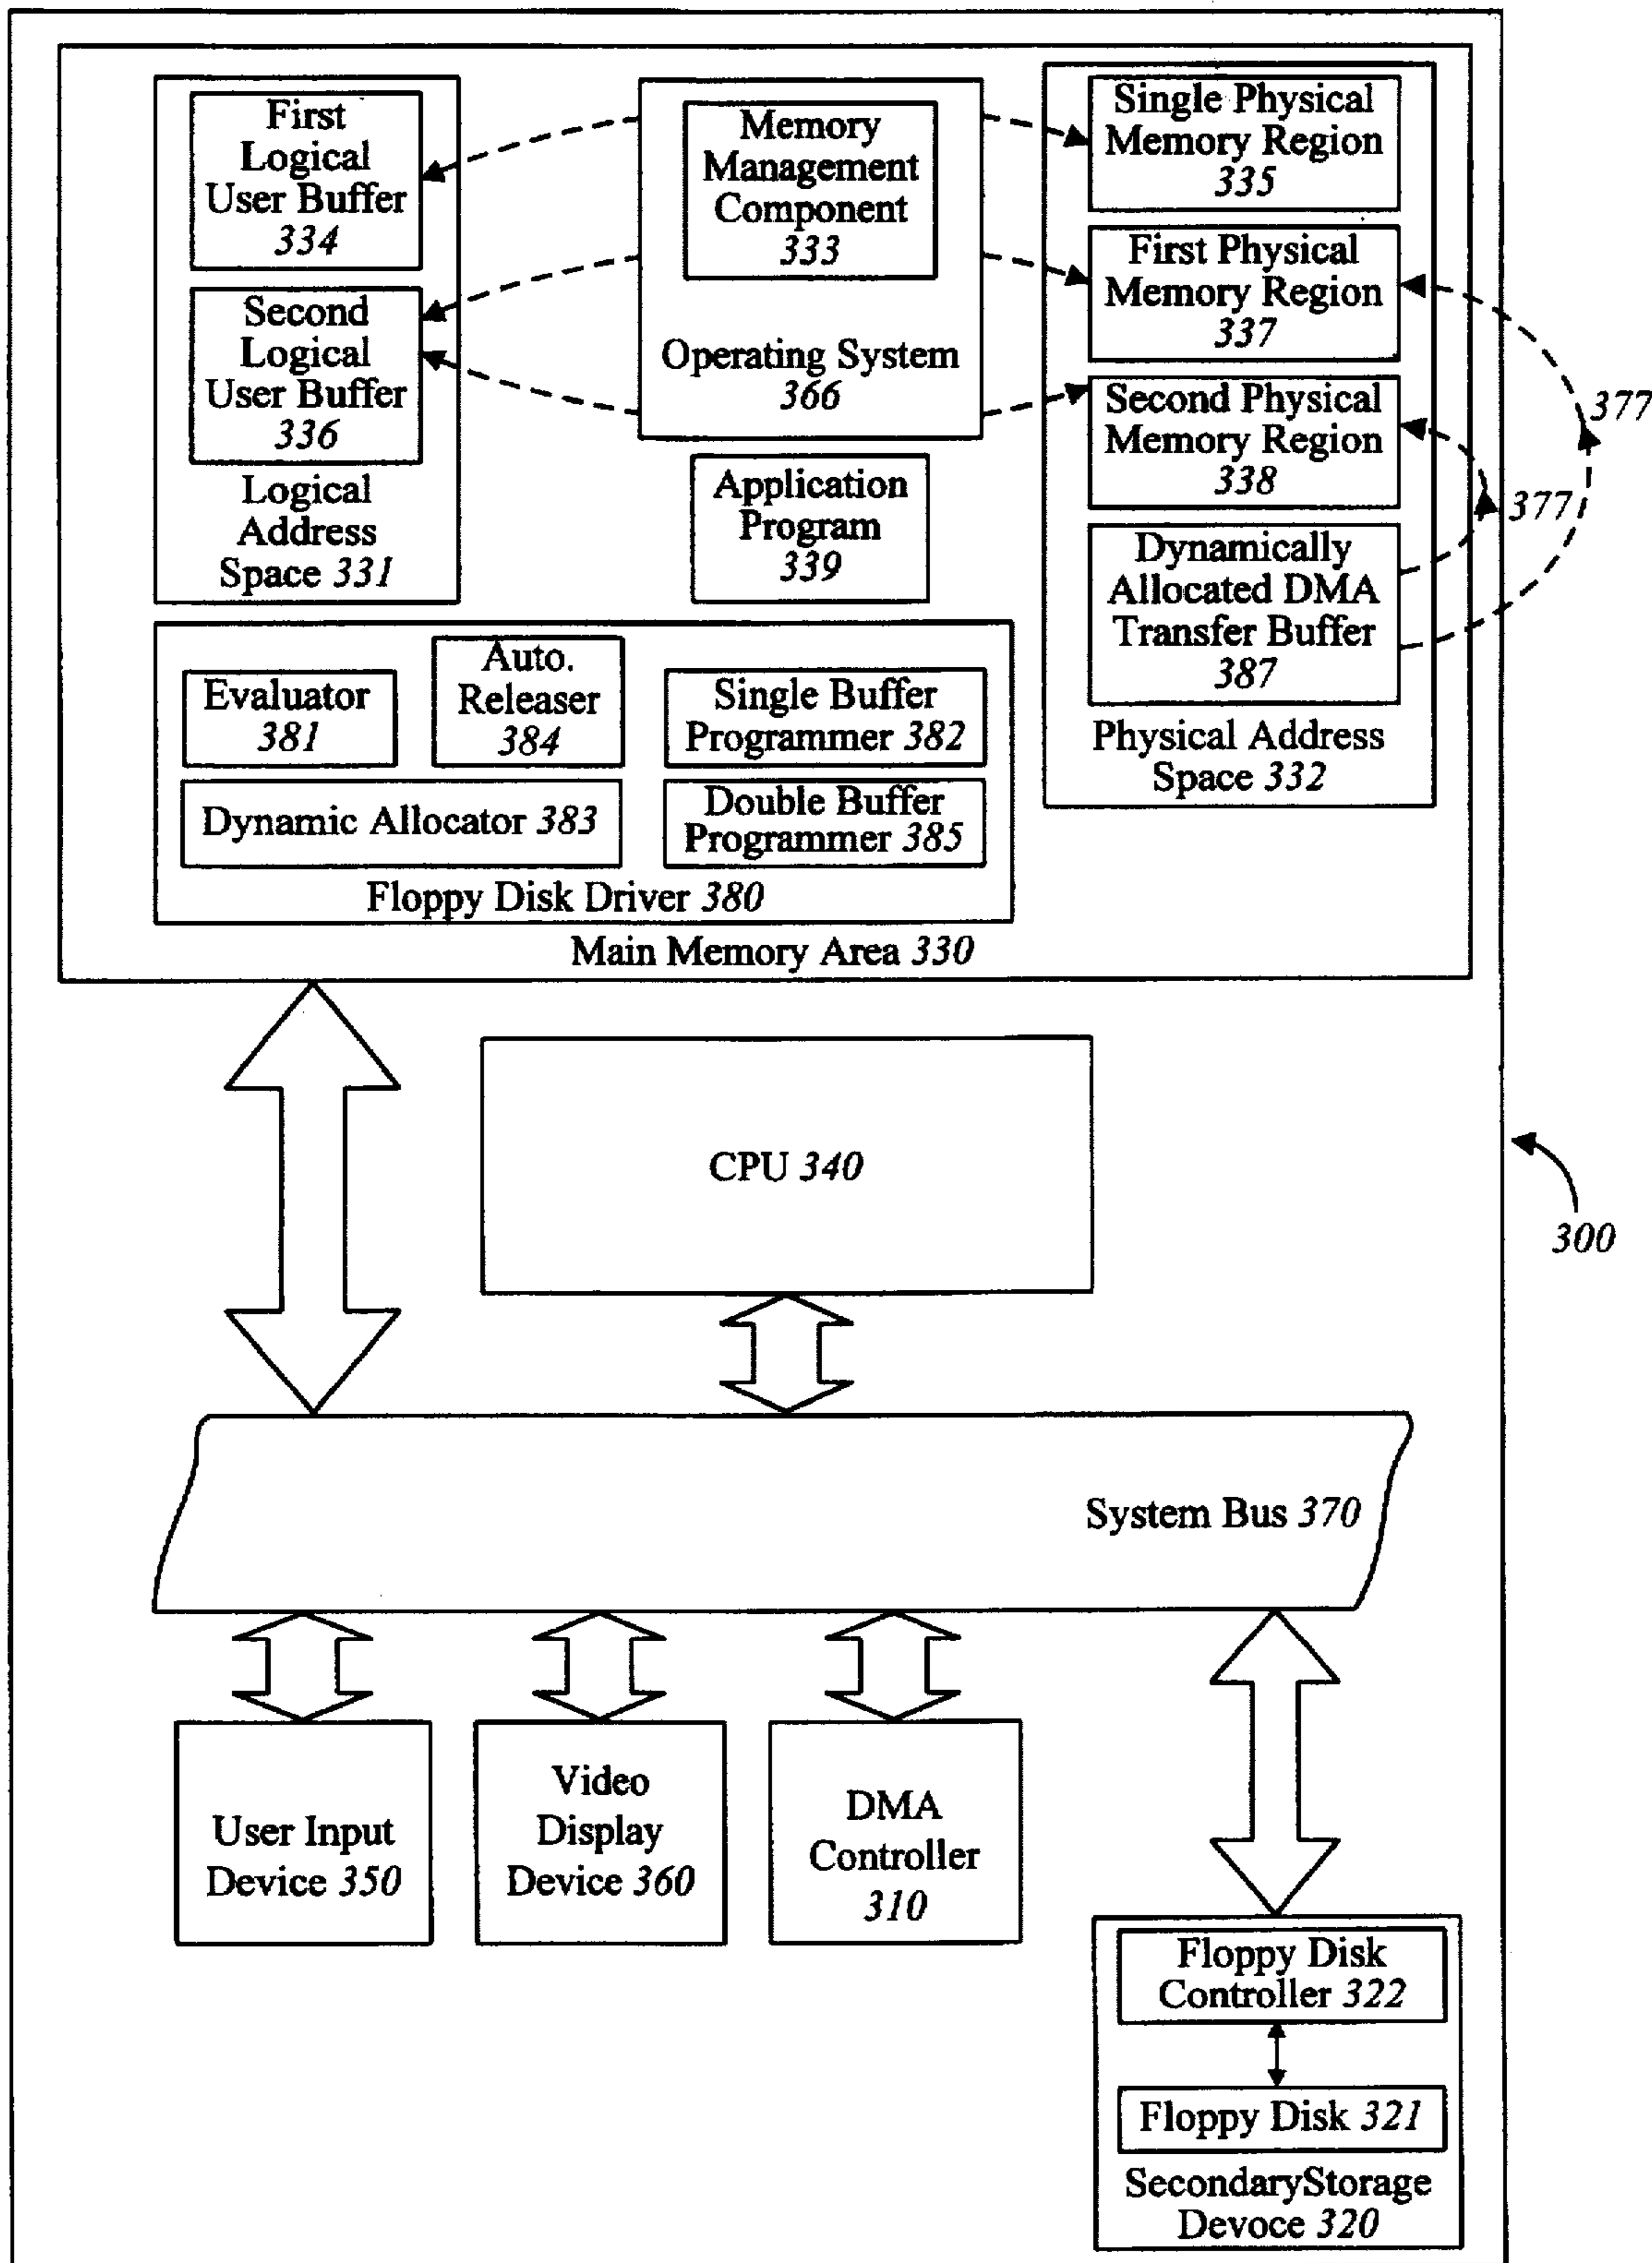 First
Logical
User Buffer
334
Second
Logical
User Buffer
336
Logical
Address
Space 331
Memory
Management
Component
333
Operating System
366
Application
Program
339
Single Physical
Memory Region
335
First Physical
Memory Region
337
Second Physical
Memory Region
338
Dynamically
Allocated DMA
Transfer Buffer
387
Physical Address
Space 332
377
377
Evaluator
381
Auto.
Releaser
384
Single Buffer
Programmer 382
Dynamic Allocator 383
Double Buffer
Programmer 385
Floppy Disk Driver 380
Main Memory Area 330
CPU 340
300
System Bus 370
User Input
Device 350
Video
Display
Device 360
DMA
Controller
310
Floppy Disk
Controller 322
Floppy Disk 321
SecondaryStorage
Devoce 320